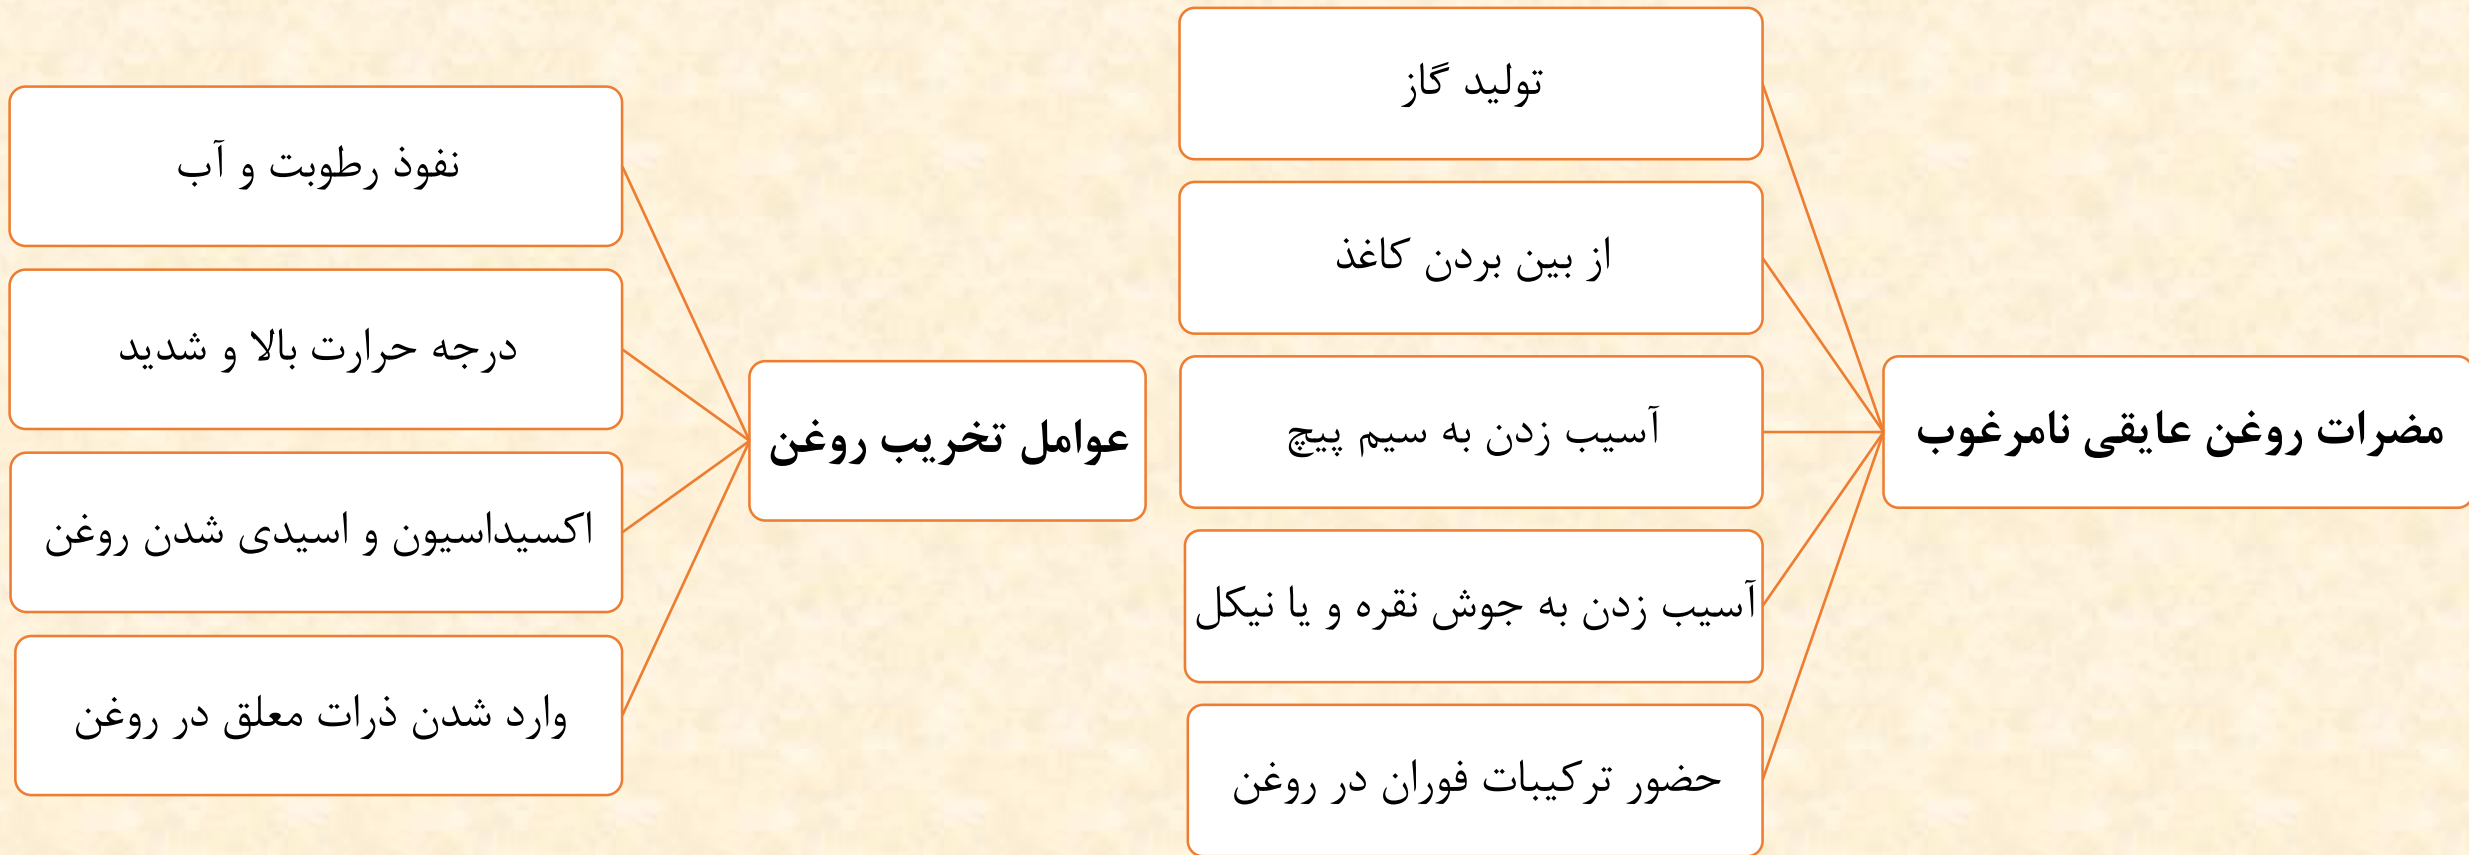 مضرات روغن عایقی نامرغوب
تولید گاز
از بین بردن کاغذ
آسیب زدن به سیم پیچ
آسیب زدن به جوش نقره و یا نیکل
حضور ترکیبات فوران در روغن
عوامل تخریب روغن
نفوذ رطوبت و آب
درجه حرارت بالا و شدید
اکسیداسیون و اسیدی شدن روغن
وارد شدن ذرات معلق در روغن